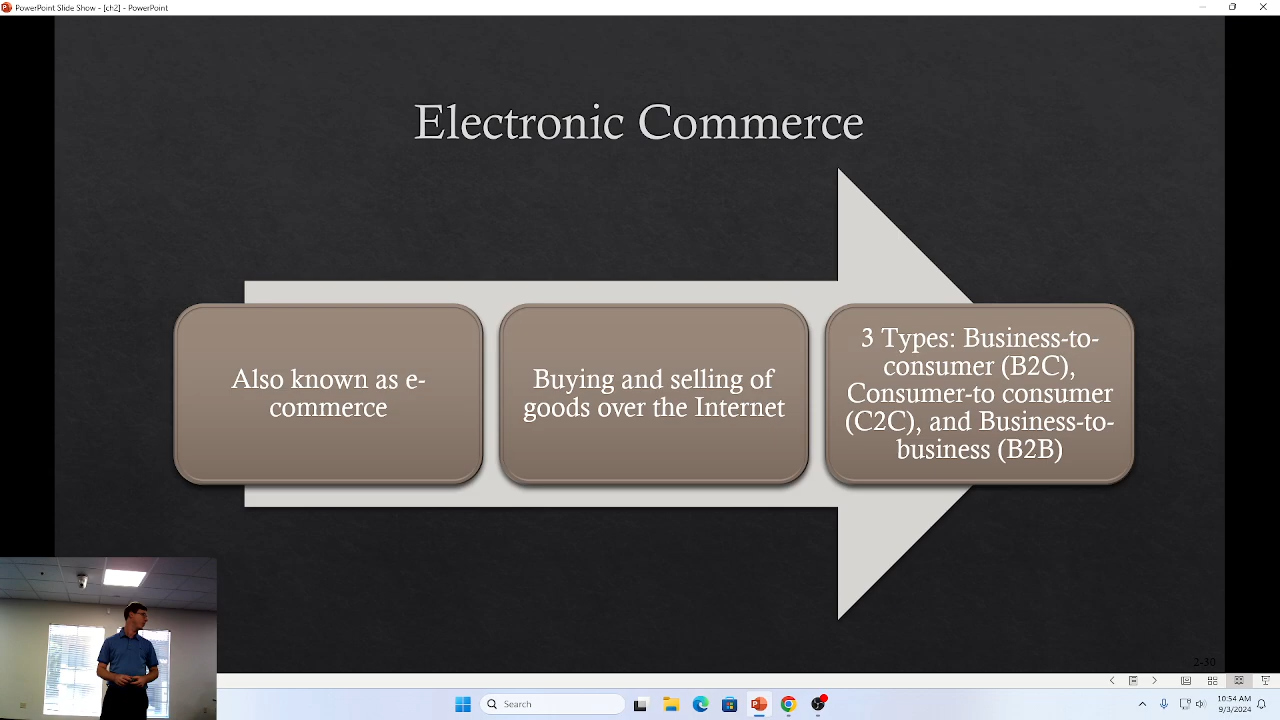 PowerPoint Slide Show - [ch2] - PowerPoint
Electronic Commerce
Also known as e-
commerce
Buying and selling of
goods over the Internet
3 Types: Business-to-
consumer (B2C),
Consumer-to consumer
(C2C), and Business-to-
business (B2B)
2-30
Search
10:54 AM
9/3/2024